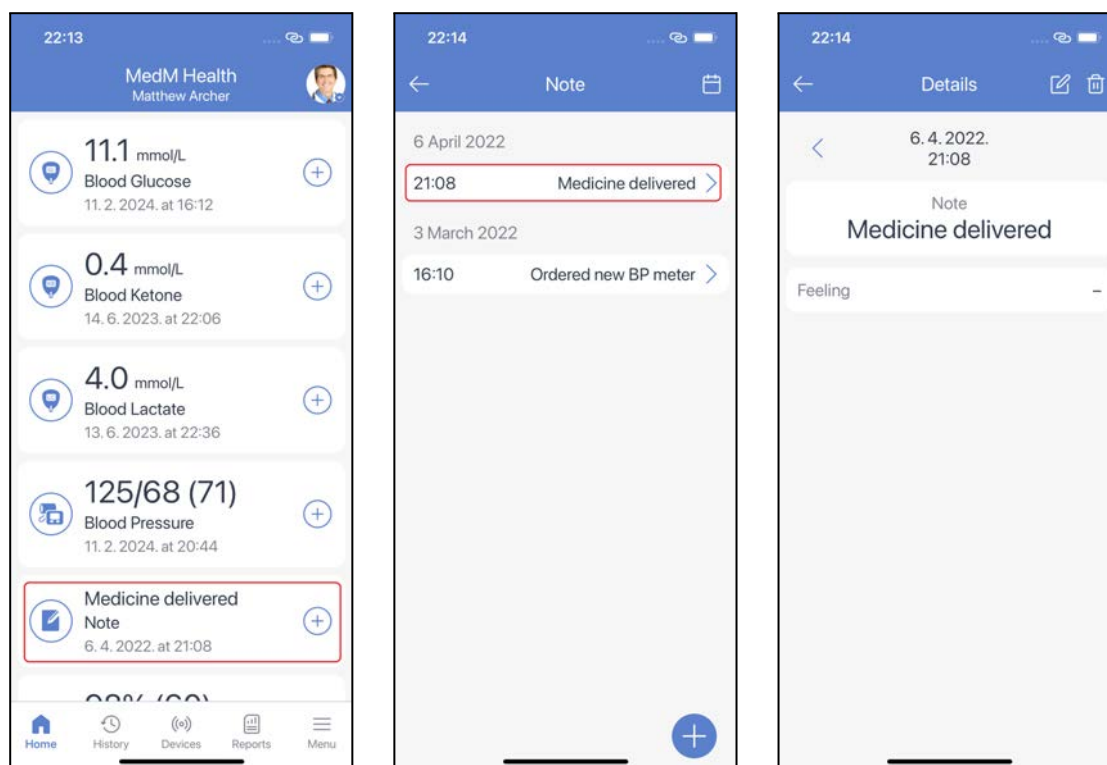 22:13
MedM Health
Matthew Archer
11.1 mmol/L
Blood Glucose
11. 2. 2024. at 16:12
0.4 mmol/L
Blood Ketone
14. 6. 2023. at 22:06
4.0 mmol/L
Blood Lactate
13. 6. 2023. at 22:36
125/68 (71)
Blood Pressure
11. 2. 2024. at 20:44
Medicine delivered
Note
6. 4. 2022. at 21:08
Home History Devices Reports Menu
22:14
Note
6 April 2022
21:08 Medicine delivered
3 March 2022
16:10 Ordered new BP meter
22:14
Details
6. 4. 2022.
21:08
Note
Medicine delivered
Feeling –